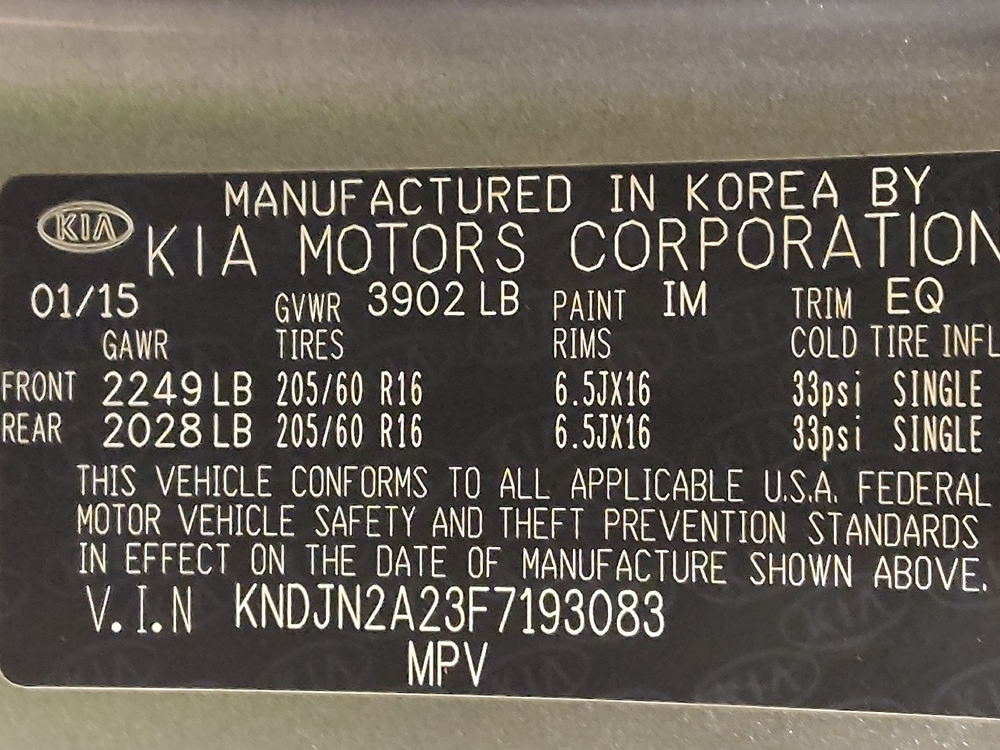 MANUFACTURED IN KOREA BY
KIA KIA MOTORS CORPORATION
01/15 GVWR 3902 LB PAINT IM TRIM EQ
GAWR TIRES RIMS COLD TIRE INFL
FRONT 2249 LB 205/60 R16 6.5JX16 33psi SINGLE
REAR 2028 LB 205/60 R16 6.5JX16 33psi SINGLE
THIS VEHICLE CONFORMS TO ALL APPLICABLE U.S.A. FEDERAL
MOTOR VEHICLE SAFETY AND THEFT PREVENTION STANDARDS
IN EFFECT ON THE DATE OF MANUFACTURE SHOWN ABOVE.
V.I.N KNDJN2A23F7193083
MPV